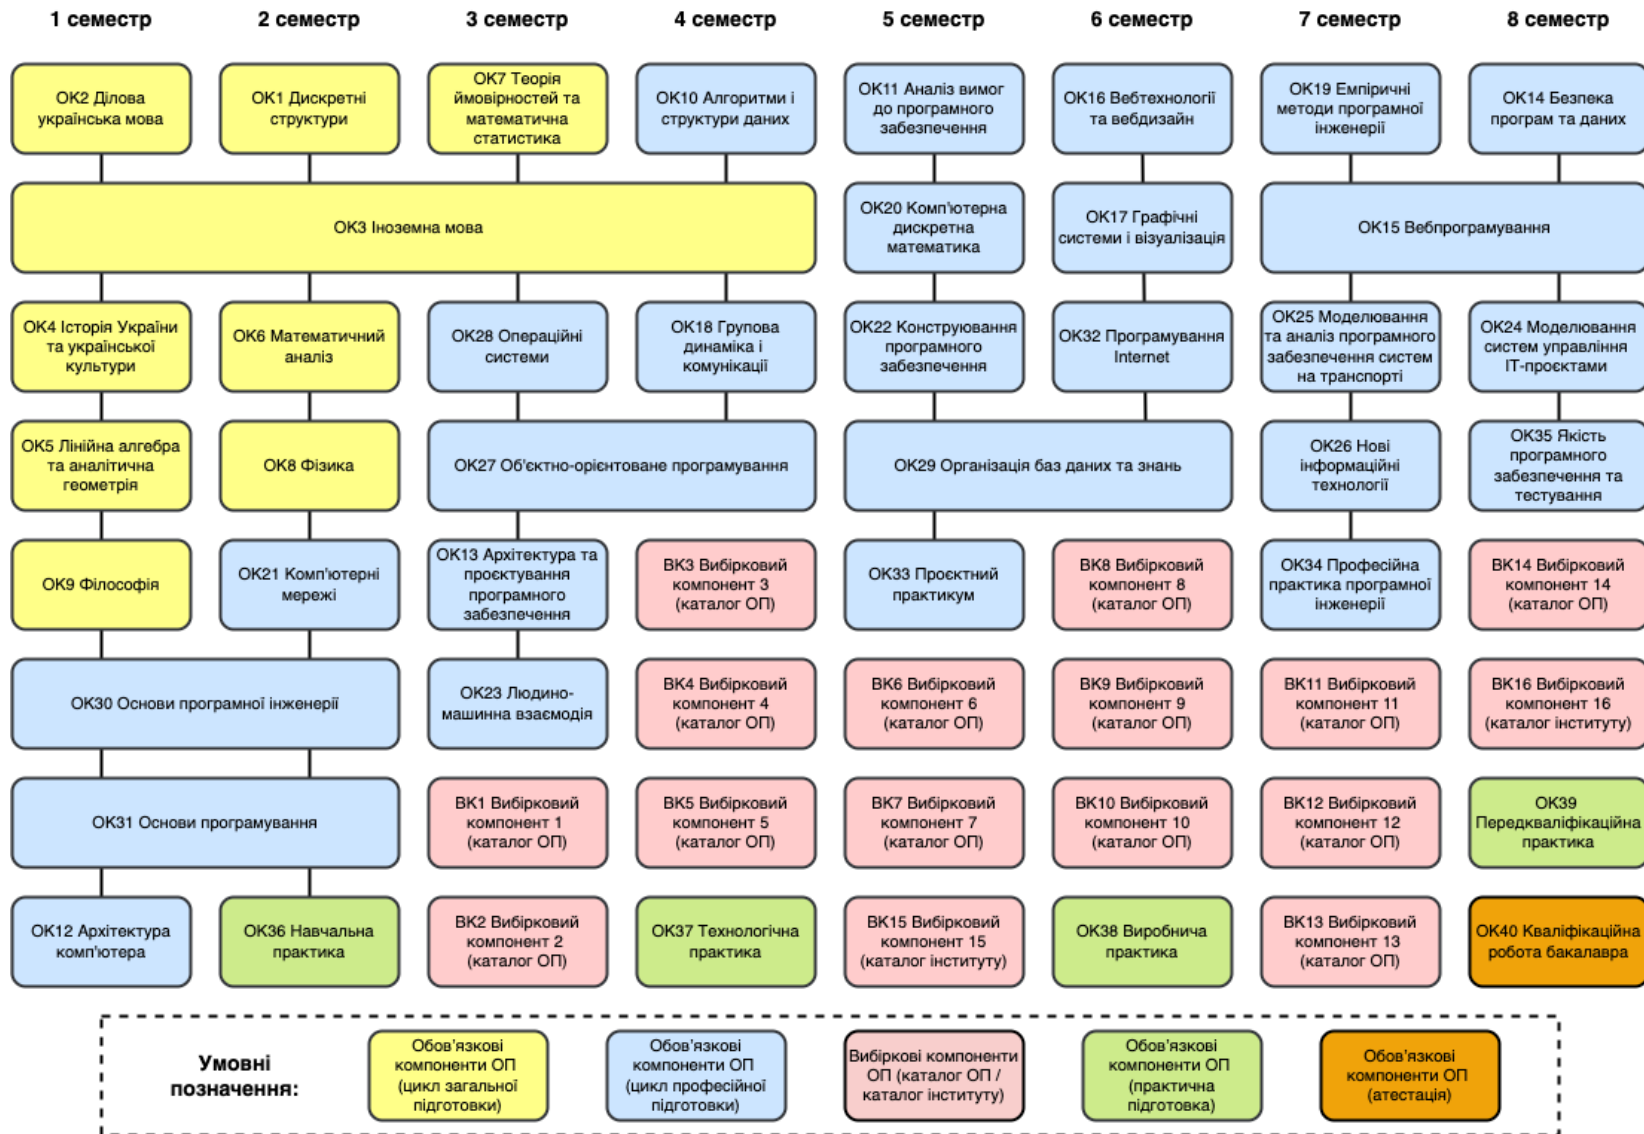 1 семестр
2 семестр
3 семестр
4 семестр
5 семестр
6 семестр
7 семестр
8 семестр
ОК2 Ділова
українська мова
ОК1 Дискретні
структури
ОК7 Теорія
ймовірностей та
математична
статистика
ОК10 Алгоритми і
структури даних
ОК11 Аналіз вимог
до програмного
забезпечення
ОК16 Вебтехнології
та вебдизайн
ОК19 Емпіричні
методи програмної
інженерії
ОК14 Безпека
програм та даних
ОК3 Іноземна мова
ОК20 Комп'ютерна
дискретна
математика
ОК17 Графічні
системи і візуалізація
ОК15 Вебпрограмування
ОК4 Історія України
та української
культури
ОК6 Математичний
аналіз
ОК28 Операційні
системи
ОК18 Групова
динаміка і
комунікації
ОК22 Конструювання
програмного
забезпечення
ОК32 Програмування
Internet
ОК25 Моделювання
та аналіз програмного
забезпечення систем
на транспорті
ОК24 Моделювання
систем управління
ІТ-проєктами
ОК5 Лінійна алгебра
та аналітична
геометрія
ОК8 Фізика
ОК27 Об'єктно-орієнтоване програмування
ОК29 Організація баз даних та знань
ОК26 Нові
інформаційні
технології
ОК35 Якість
програмного
забезпечення та
тестування
ОК9 Філософія
ОК21 Комп'ютерні
мережі
ОК13 Архітектура та
проєктування
програмного
забезпечення
ВК3 Вибірковий
компонент 3
(каталог ОП)
ОК33 Проєктний
практикум
ВК8 Вибірковий
компонент 8
(каталог ОП)
ОК34 Професійна
практика програмної
інженерії
ВК14 Вибірковий
компонент 14
(каталог ОП)
ОК30 Основи програмної інженерії
ОК23 Людино-
машинна взаємодія
ВК4 Вибірковий
компонент 4
(каталог ОП)
ВК6 Вибірковий
компонент 6
(каталог ОП)
ВК9 Вибірковий
компонент 9
(каталог ОП)
ВК11 Вибірковий
компонент 11
(каталог ОП)
ВК16 Вибірковий
компонент 16
(каталог інституту)
ОК31 Основи програмування
ВК1 Вибірковий
компонент 1
(каталог ОП)
ВК5 Вибірковий
компонент 5
(каталог ОП)
ВК7 Вибірковий
компонент 7
(каталог ОП)
ВК10 Вибірковий
компонент 10
(каталог ОП)
ВК12 Вибірковий
компонент 12
(каталог ОП)
ОК39
Передкваліфікаційна
практика
ОК12 Архітектура
комп'ютера
ОК36 Навчальна
практика
ВК2 Вибірковий
компонент 2
(каталог ОП)
ОК37 Технологічна
практика
ВК15 Вибірковий
компонент 15
(каталог інституту)
ОК38 Виробнича
практика
ВК13 Вибірковий
компонент 13
(каталог ОП)
ОК40 Кваліфікаційна
робота бакалавра
Умовні
позначення:
Обов'язкові
компоненти ОП
(цикл загальної
підготовки)
Обов'язкові
компоненти ОП
(цикл професійної
підготовки)
Вибіркові компоненти
ОП (каталог ОП /
каталог інституту)
Обов'язкові
компоненти ОП
(практична
підготовка)
Обов'язкові
компоненти ОП
(атестація)